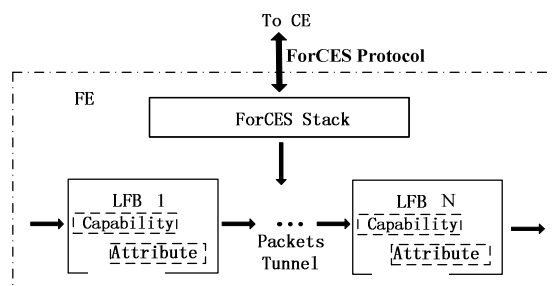 To CE
ForCES Protocol
FE
ForCES Stack
LFB 1
Capability
Attribute
...
Packets
Tunnel
LFB N
Capability
Attribute